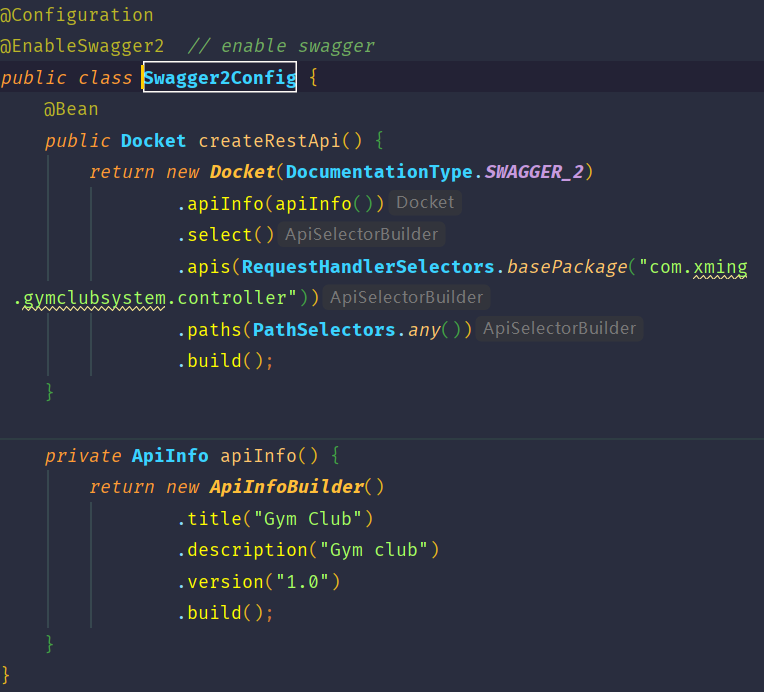 @Configuration
@EnableSwagger2  // enable swagger
public class Swagger2Config {
    @Bean
    public Docket createRestApi() {
        return new Docket(DocumentationType.SWAGGER_2)
                .apiInfo(apiInfo()) Docket
                .select() ApiSelectorBuilder
                .apis(RequestHandlerSelectors.basePackage("com.xming
 .gymclubsystem.controller")) ApiSelectorBuilder
                .paths(PathSelectors.any()) ApiSelectorBuilder
                .build();
    }
    private ApiInfo apiInfo() {
        return new ApiInfoBuilder()
                .title("Gym Club")
                .description("Gym club")
                .version("1.0")
                .build();
    }
}